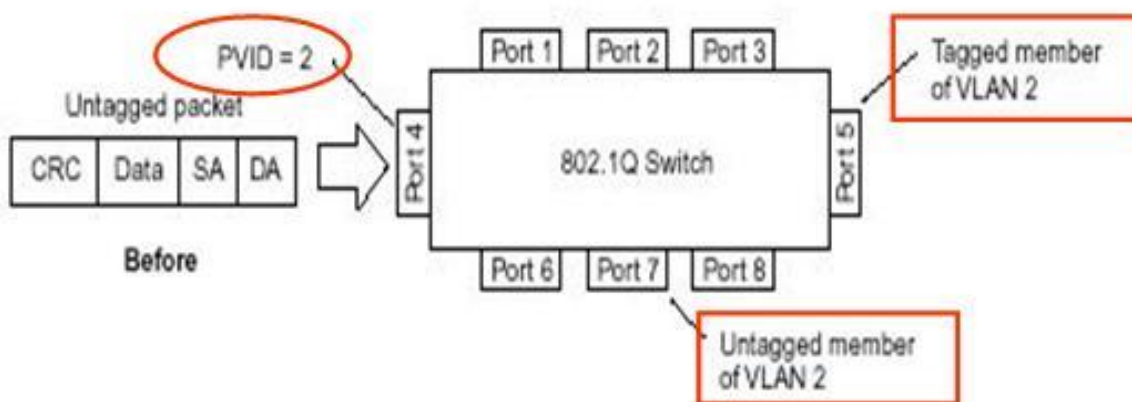 PVID = 2
Port 1
Port 2
Port 3
Tagged member
of VLAN 2
Untagged packet
CRC
Data
SA
DA
Port 4
802.1Q Switch
Port 5
Before
Port 6
Port 7
Port 8
Untagged member
of VLAN 2